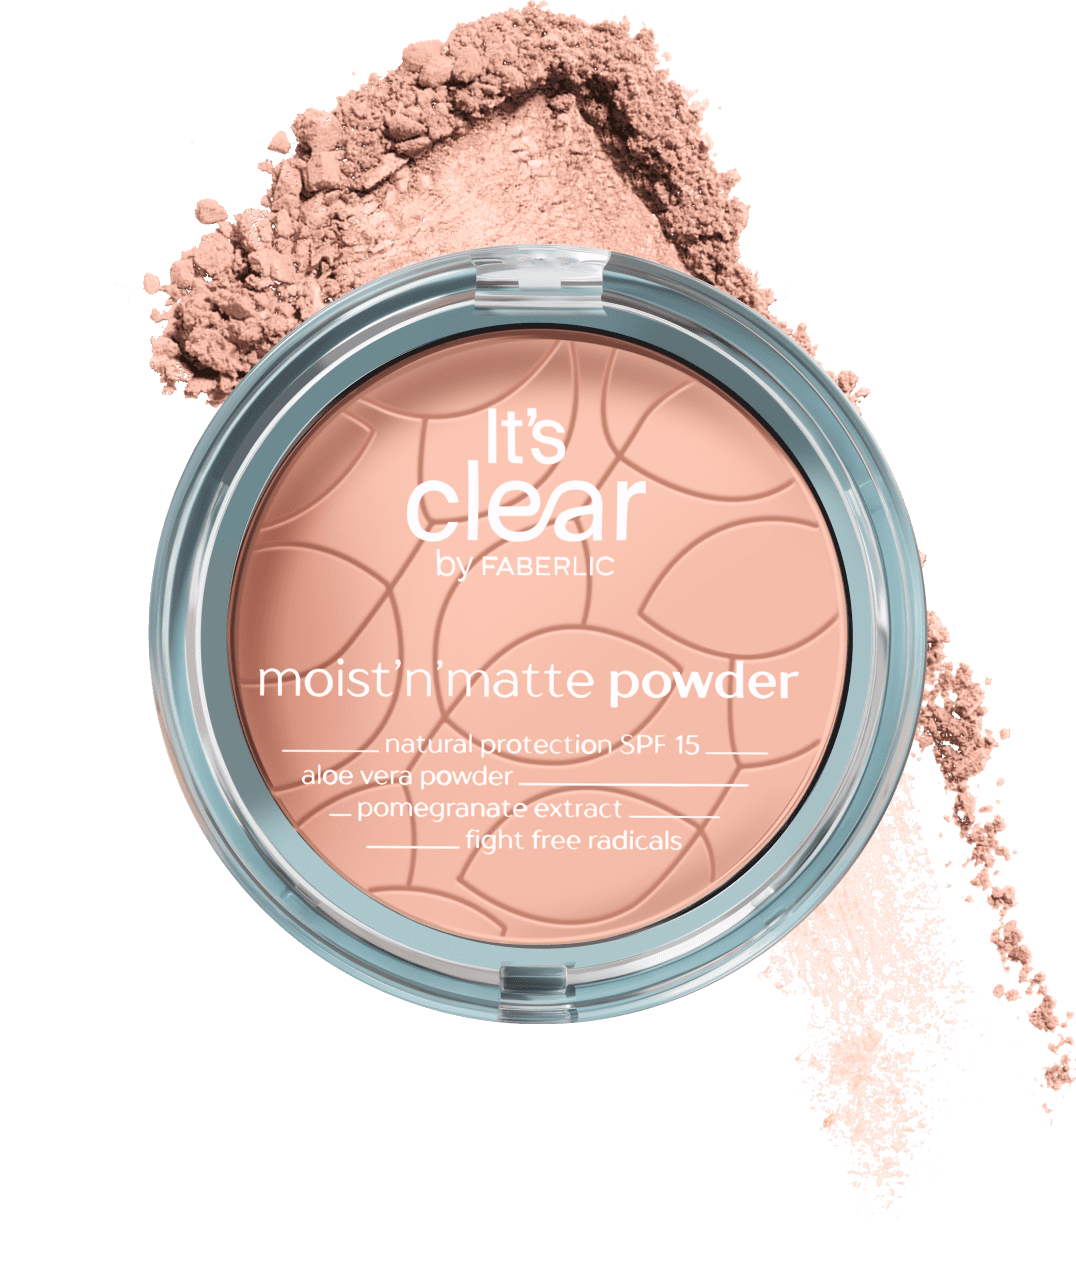 It's
clear
by FABERLIC
moist'n'matte powder
natural protection SPF 15
aloe vera powder
pomegranate extract
fight free radicals